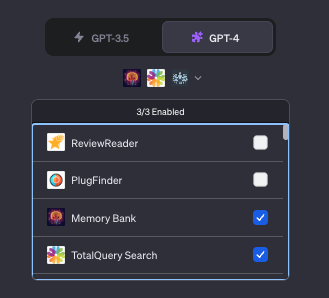 GPT-3.5
GPT-4
3/3 Enabled
ReviewReader
PlugFinder
Memory Bank
TotalQuery Search